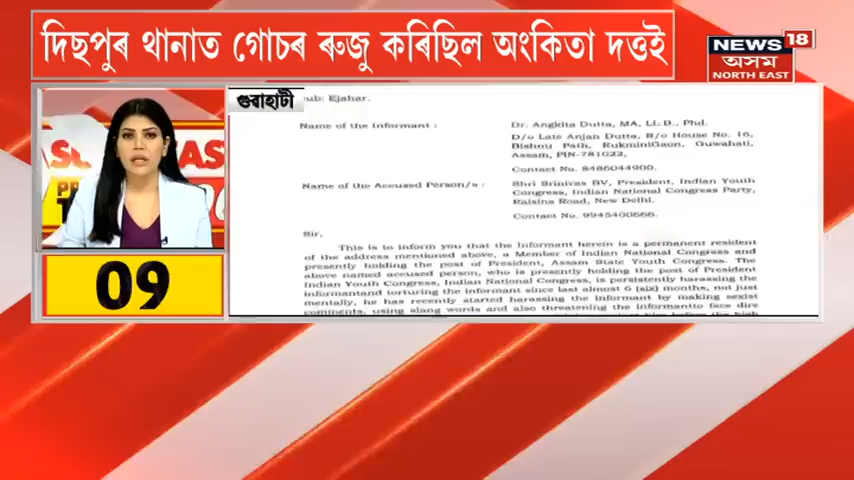 দিছপুৰ থানাত গোচৰ ৰুজু কৰিছিল অংকিতা দত্তই
NEWS 18
অসম
NORTH EAST
গুৱাহাটী
ub: Ejahar.
Name of the Informant :
Dr. Angkita Dutta, MA, LL.B., Phd.
D/o Late Anjan Dutta, R/o House No. 16,
Bishnu Path, RukminiGaon, Guwahati,
Assam, PIN-781022,
Contact No. 8486044900.
Name of the Accused Person/s :
Shri Srinivas BV, President, Indian Youth
Congress, Indian National Congress Party,
Raisina Road, New Delhi.
Contact No. 9945400666.
Sir,
This is to inform you that the Informant herein is a permanent resident
of the address mentioned above, a Member of Indian National Congress and
presently holding the post of President, Assam State Youth Congress. The
above named accused person, who is presently holding the post of President
Indian Youth Congress, Indian National Congress, is persistently harassing the
informantand torturing the informant since last almost 6 (six) months, not just
mentally, he has recently started harassing the informant by making sexist
comments, using slang words and also threatening the informantto face dire
09